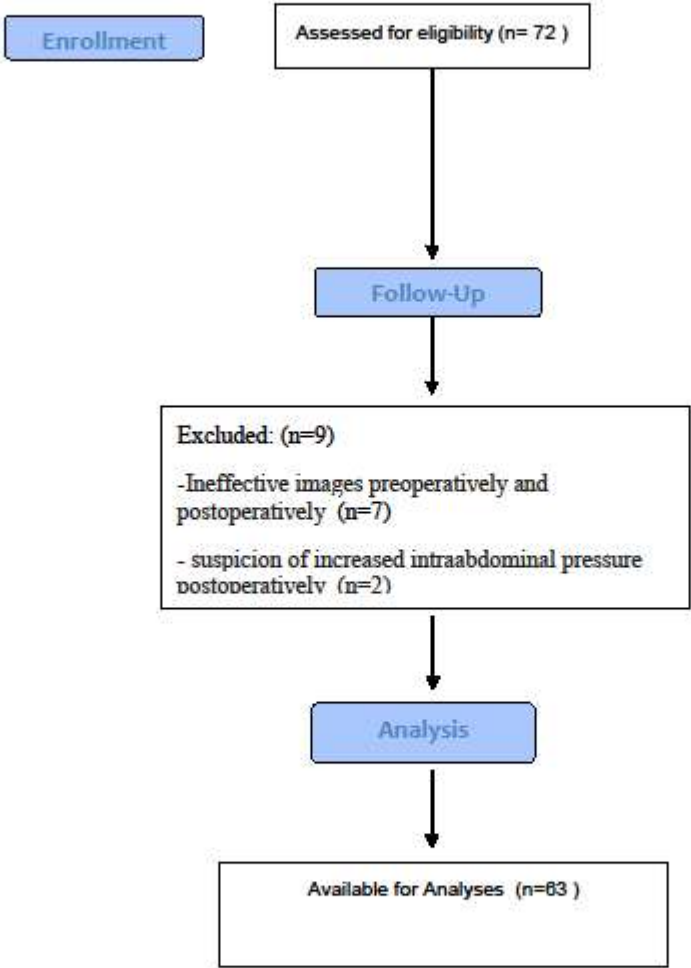 Enrollment
Assessed for eligibility (n= 72 )
Follow-Up
Excluded: (n=9)
-Ineffective images preoperatively and
postoperatively (n=7)
- suspicion of increased intraabdominal pressure
postoperatively (n=2)
Analysis
Available for Analyses (n=63 )